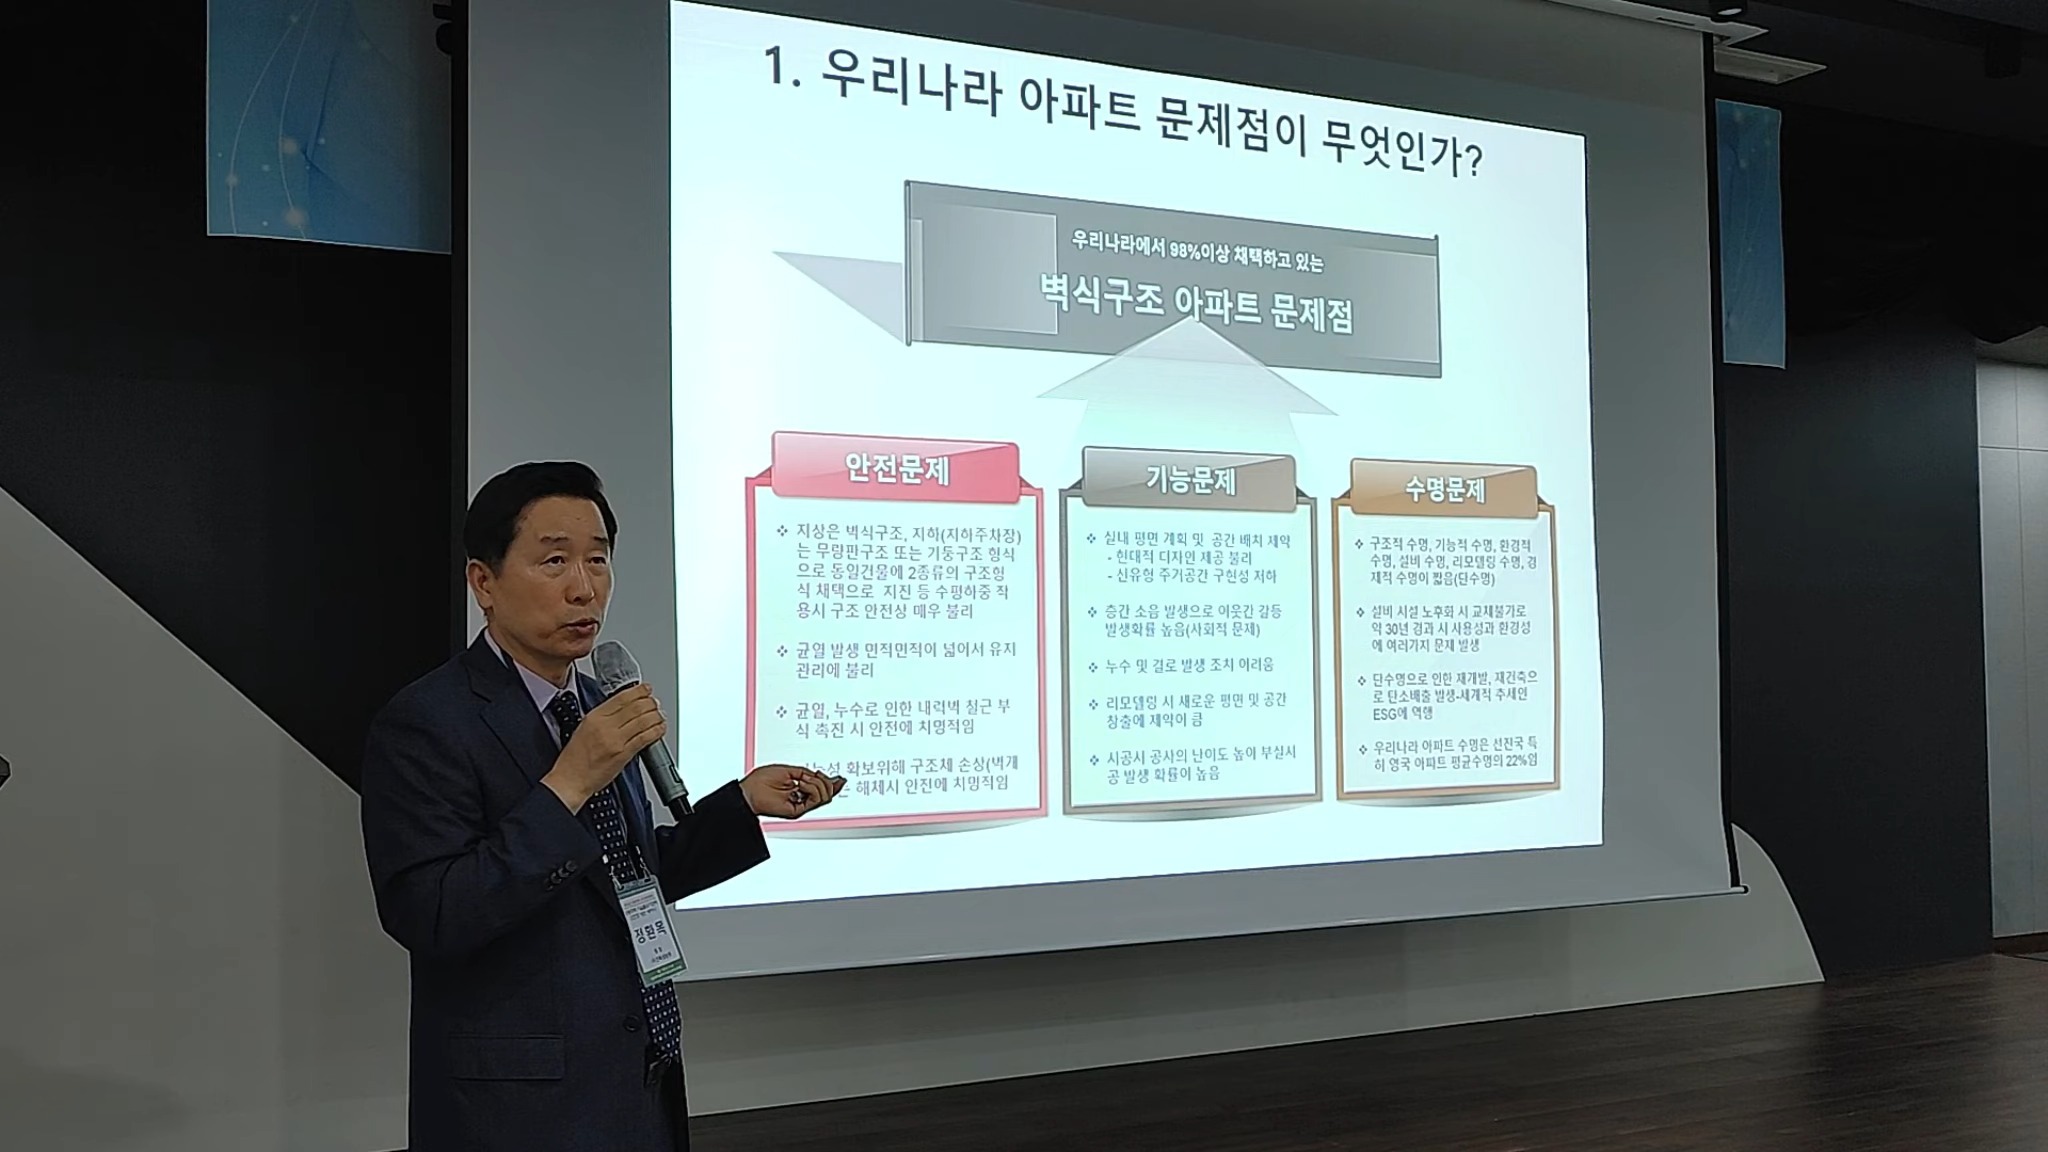 1. 우리나라 아파트 문제점이 무엇인가?
우리나라에서 98%이상 채택하고 있는
벽식구조 아파트 문제점
안전문제
❖ 지상은 벽식구조, 지하(지하주차장)
는 무량판구조 또는 기둥구조 형식
으로 동일건물에 2종류의 구조형
식 채택으로 지진 등 수평하중 작
용시 구조 안전상 매우 불리
❖ 균열 발생 면적면적이 넓어서 유지
관리에 불리
❖ 균열, 누수로 인한 내력벽 철근 부
식 촉진 시 안전에 치명적임
확보위해 구조체 손상(벽개
해체시 안전에 치명적임
기능문제
❖ 실내 평면 계획 및 공간 배치 제약
- 현대적 디자인 제공 불리
- 신유형 주거공간 구현성 저하
❖ 층간 소음 발생으로 이웃간 갈등
발생확률 높음(사회적 문제)
❖ 누수 및 결로 발생 조치 어려움
❖ 리모델링 시 새로운 평면 및 공간
창출에 제약이 큼
❖ 시공시 공사의 난이도 높아 부실시
공 발생 확률이 높음
수명문제
❖ 구조적 수명, 기능적 수명, 환경적
수명, 설비 수명, 리모델링 수명, 경
제적 수명이 짧음(단수명)
❖ 설비 시설 노후화 시 교체불가로
약 30년 경과 시 사용성과 환경성
에 여러가지 문제 발생
❖ 단수명으로 인한 재개발, 재건축으
로 탄소배출 발생-세계적 추세인
ESG에 역행
❖ 우리나라 아파트 수명은 선진국 특
히 영국 아파트 평균수명의 22%임
정환목